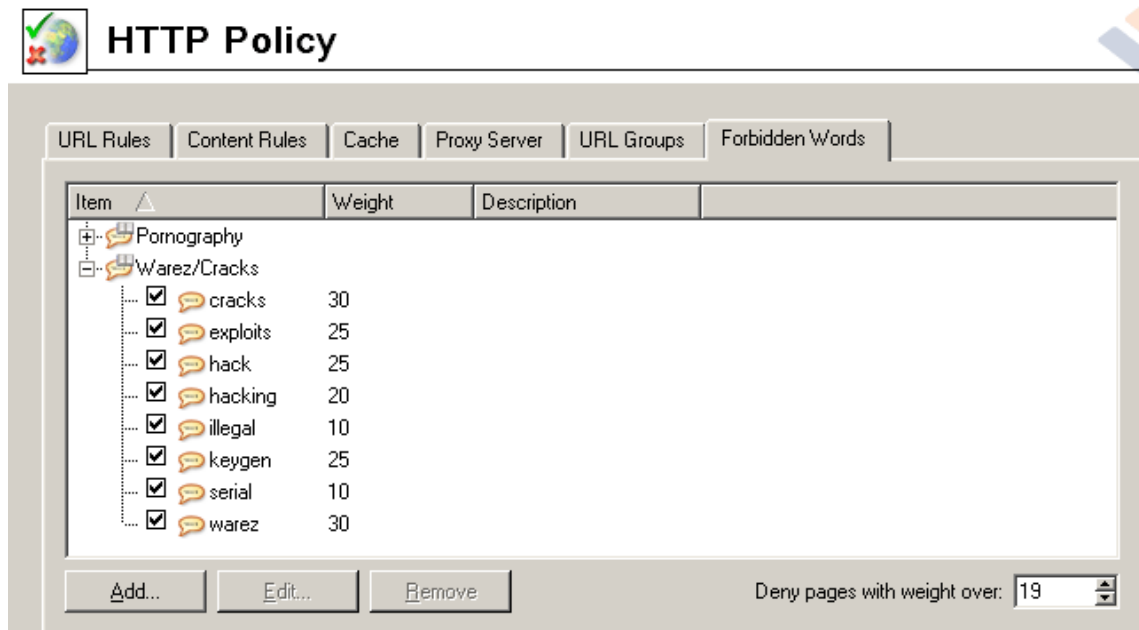 HTTP Policy
URL Rules Content Rules Cache Proxy Server URL Groups Forbidden Words
Item Weight Description
Pornography
Warez/Cracks
cracks 30
exploits 25
hack 25
hacking 20
illegal 10
keygen 25
serial 10
warez 30
Add... Edit... Remove Deny pages with weight over: 19